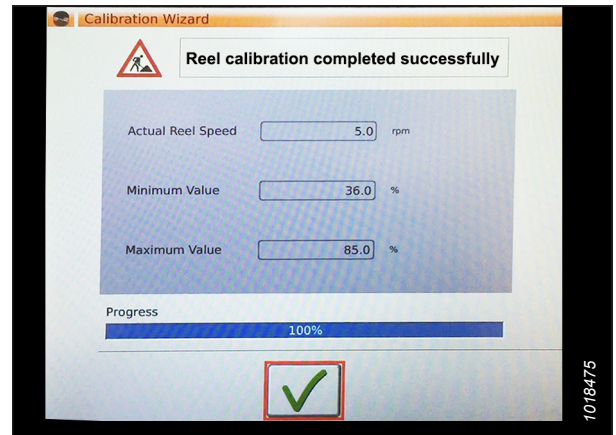 Calibration Wizard
Reel calibration completed successfully
Actual Reel Speed 5.0 rpm
Minimum Value 36.0 %
Maximum Value 85.0 %
Progress
100%
1018475